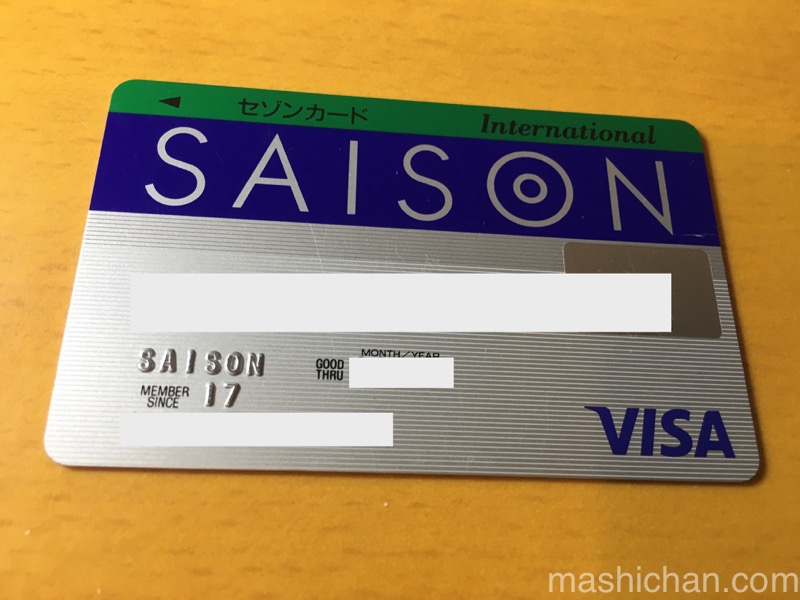 ◀ セゾンカード International
SAISON
SAISON
MONTH/YEAR
GOOD THRU
MEMBER SINCE 17
VISA
mashichan.com